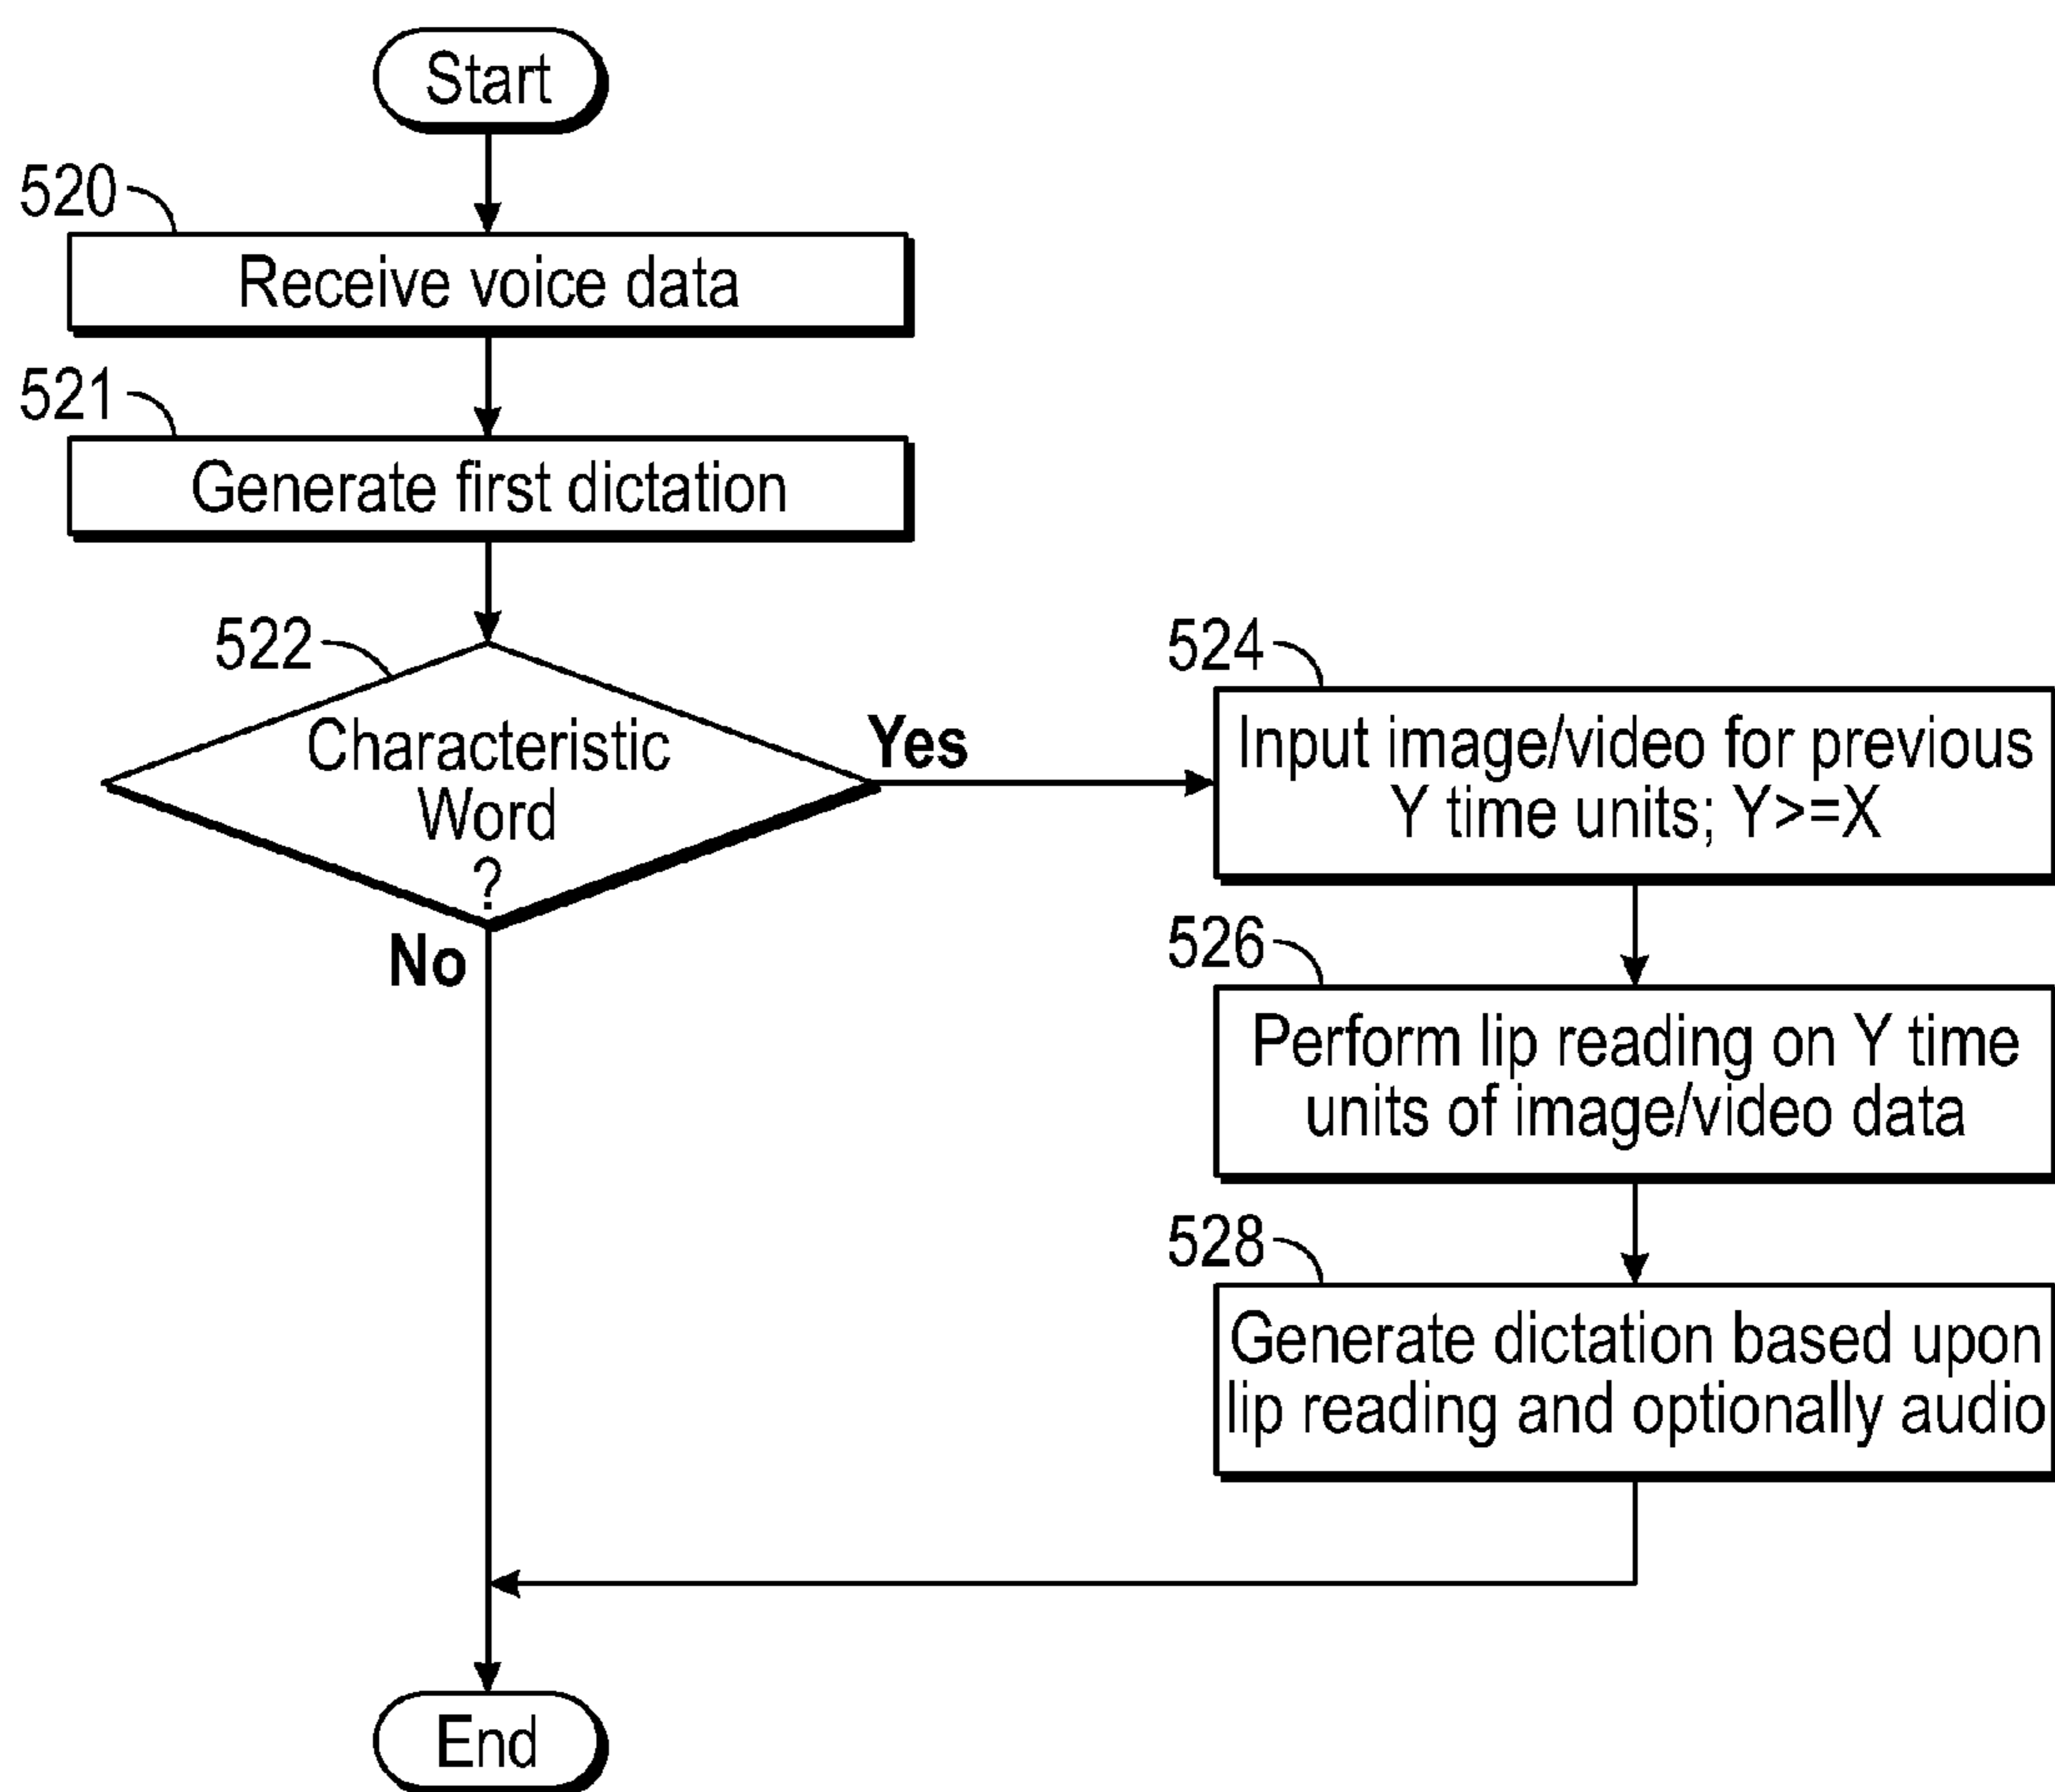 Start
520
Receive voice data
521
Generate first dictation
522
Characteristic
Word
?
Yes
No
524
Input image/video for previous
Y time units; Y>=X
526
Perform lip reading on Y time
units of image/video data
528
Generate dictation based upon
lip reading and optionally audio
End